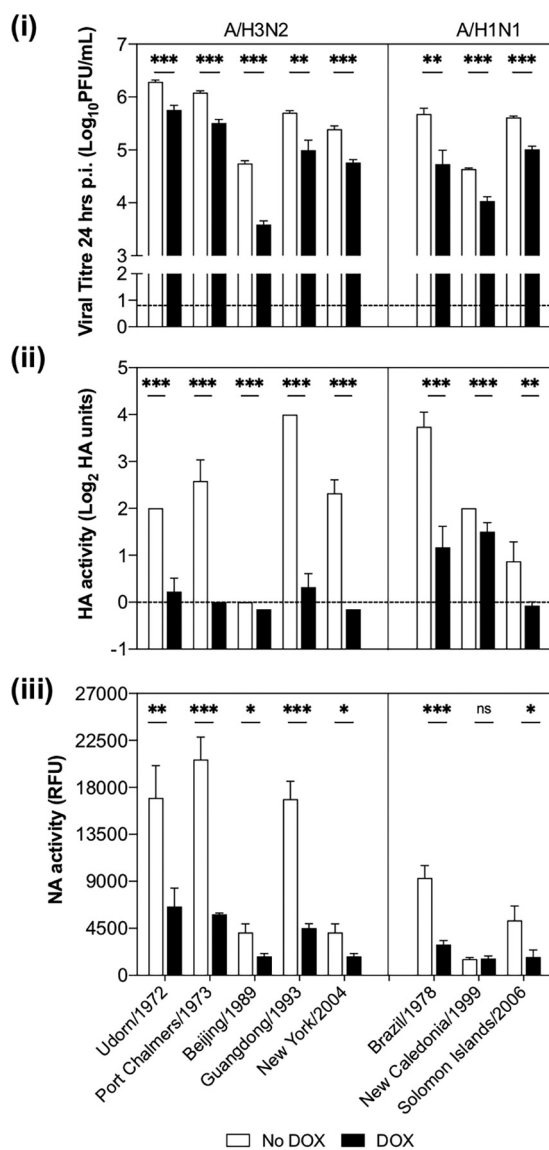 (i)
A/H3N2 A/H1N1
Viral Titre 24 hrs p.i. (Log10PFU/mL)
7
6
5
4
3
2
1
0
*** *** *** ** *** ** *** ***
(ii)
HA activity (Log2 HA units)
5
4
3
2
1
0
-1
*** *** *** *** *** *** *** **
(iii)
NA activity (RFU)
27000
22500
18000
13500
9000
4500
0
** *** * *** * *** ns *
Udorn/1972
Port Chalmers/1973
Beijing/1989
Guangdong/1993
New York/2004
Brazil/1978
New Caledonia/1999
Solomon Islands/2006
No DOX DOX